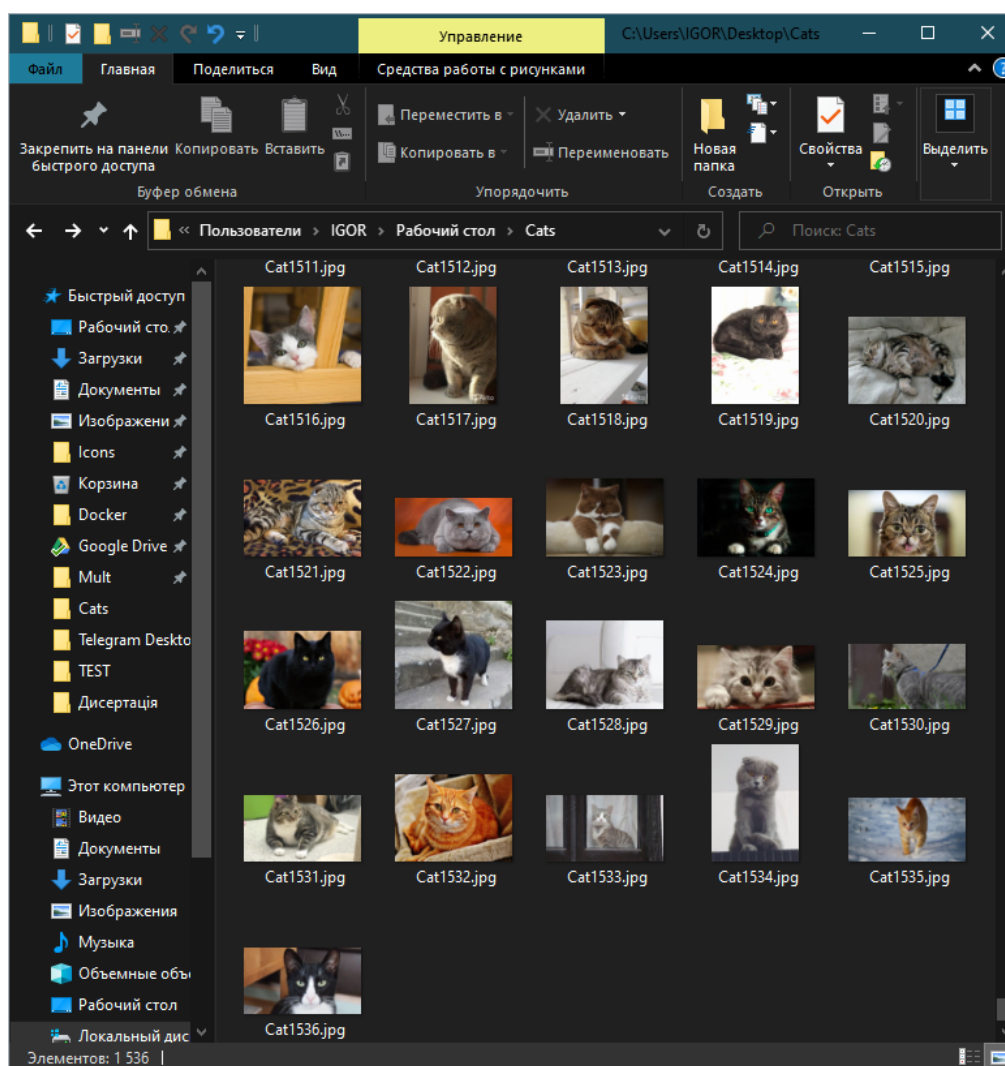 Управление
C:\Users\IGOR\Desktop\Cats
Файл Главная Поделиться Вид Средства работы с рисунками
Закрепить на панели быстрого доступа
Копировать
Вставить
Переместить в
Копировать в
Удалить
Переименовать
Новая папка
Свойства
Выделить
Буфер обмена
Упорядочить
Создать
Открыть
« Пользователи › IGOR › Рабочий стол › Cats
Поиск: Cats
Быстрый доступ
Рабочий сто
Загрузки
Документы
Изображени
Icons
Корзина
Docker
Google Drive
Mult
Cats
Telegram Deskto
TEST
Дисертація
OneDrive
Этот компьютер
Видео
Документы
Загрузки
Изображения
Музыка
Объемные объ
Рабочий стол
Локальный дис
Cat1511.jpg Cat1512.jpg Cat1513.jpg Cat1514.jpg Cat1515.jpg
Cat1516.jpg Cat1517.jpg Cat1518.jpg Cat1519.jpg Cat1520.jpg
Cat1521.jpg Cat1522.jpg Cat1523.jpg Cat1524.jpg Cat1525.jpg
Cat1526.jpg Cat1527.jpg Cat1528.jpg Cat1529.jpg Cat1530.jpg
Cat1531.jpg Cat1532.jpg Cat1533.jpg Cat1534.jpg Cat1535.jpg
Cat1536.jpg
Элементов: 1 536